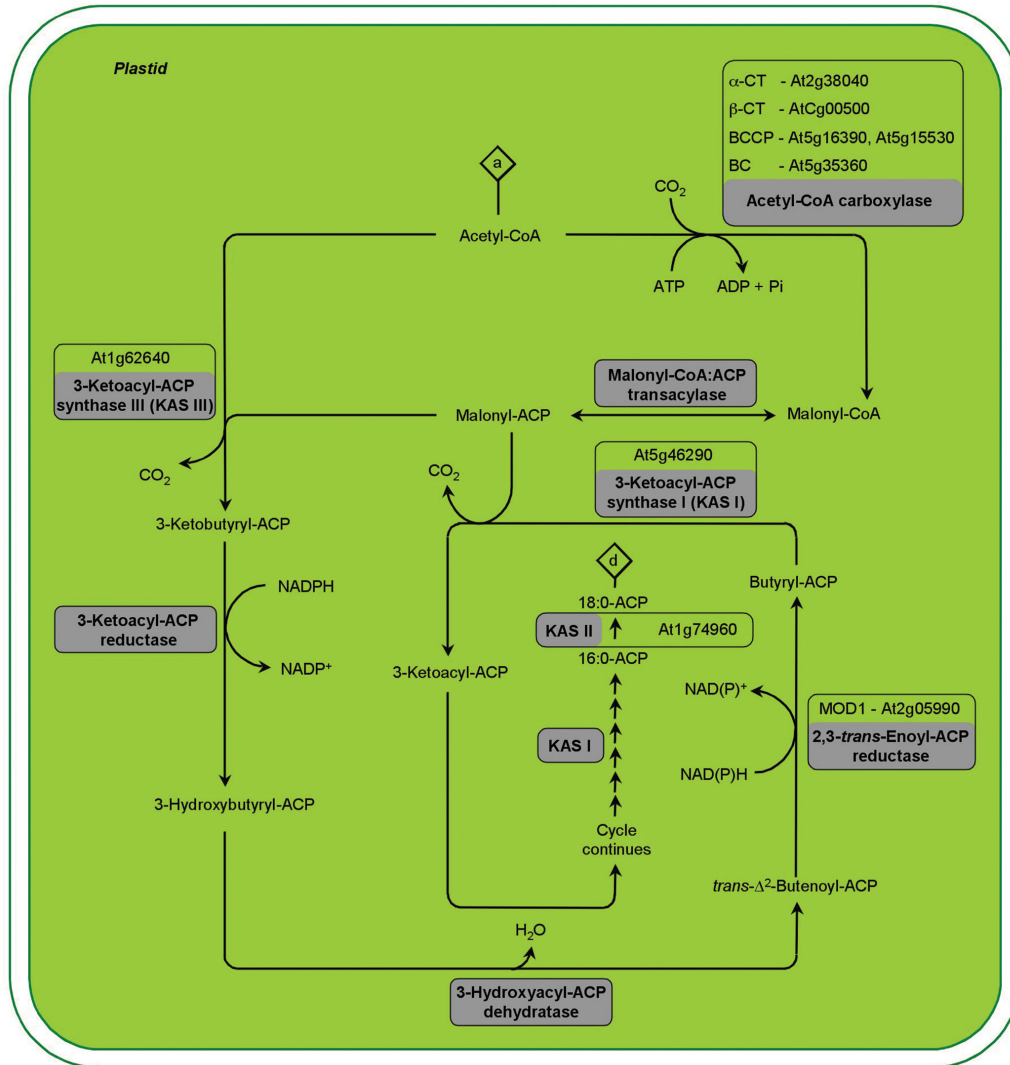 Plastid
α-CT - At2g38040
β-CT - AtCg00500
BCCP - At5g16390, At5g15530
BC - At5g35360
Acetyl-CoA carboxylase
a
CO₂
Acetyl-CoA
ATP
ADP + Pi
At1g62640
3-Ketoacyl-ACP
synthase III (KAS III)
Malonyl-CoA:ACP
transacylase
Malonyl-ACP
Malonyl-CoA
CO₂
CO₂
At5g46290
3-Ketoacyl-ACP
synthase I (KAS I)
3-Ketobutyryl-ACP
d
Butyryl-ACP
NADPH
18:0-ACP
3-Ketoacyl-ACP
reductase
KAS II
At1g74960
NADP⁺
3-Ketoacyl-ACP
16:0-ACP
NAD(P)⁺
MOD1 - At2g05990
2,3-trans-Enoyl-ACP
reductase
KAS I
NAD(P)H
3-Hydroxybutyryl-ACP
Cycle
continues
trans-Δ²-Butenoyl-ACP
H₂O
3-Hydroxyacyl-ACP
dehydratase